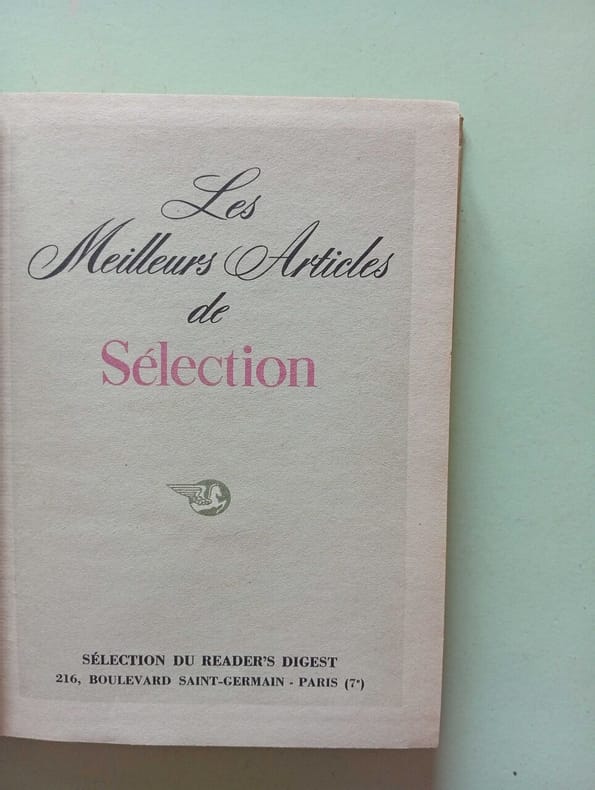 Les
Meilleurs Articles
de
Sélection
SÉLECTION DU READER'S DIGEST
216, BOULEVARD SAINT-GERMAIN - PARIS (7ᵉ)